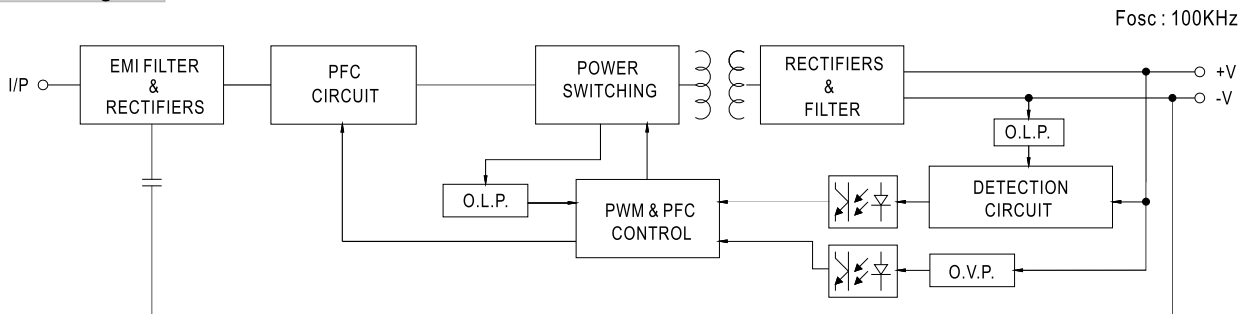 Fosc : 100KHz
I/P
EMI FILTER
&
RECTIFIERS
PFC
CIRCUIT
POWER
SWITCHING
RECTIFIERS
&
FILTER
+V
-V
O.L.P.
O.L.P.
PWM & PFC
CONTROL
DETECTION
CIRCUIT
O.V.P.